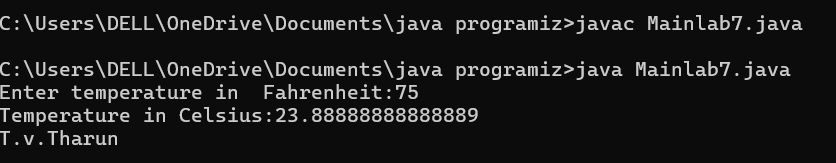 C:\Users\DELL\OneDrive\Documents\java programiz>javac Mainlab7.java
C:\Users\DELL\OneDrive\Documents\java programiz>java Mainlab7.java
Enter temperature in  Fahrenheit:75
Temperature in Celsius:23.88888888888889
T.v.Tharun